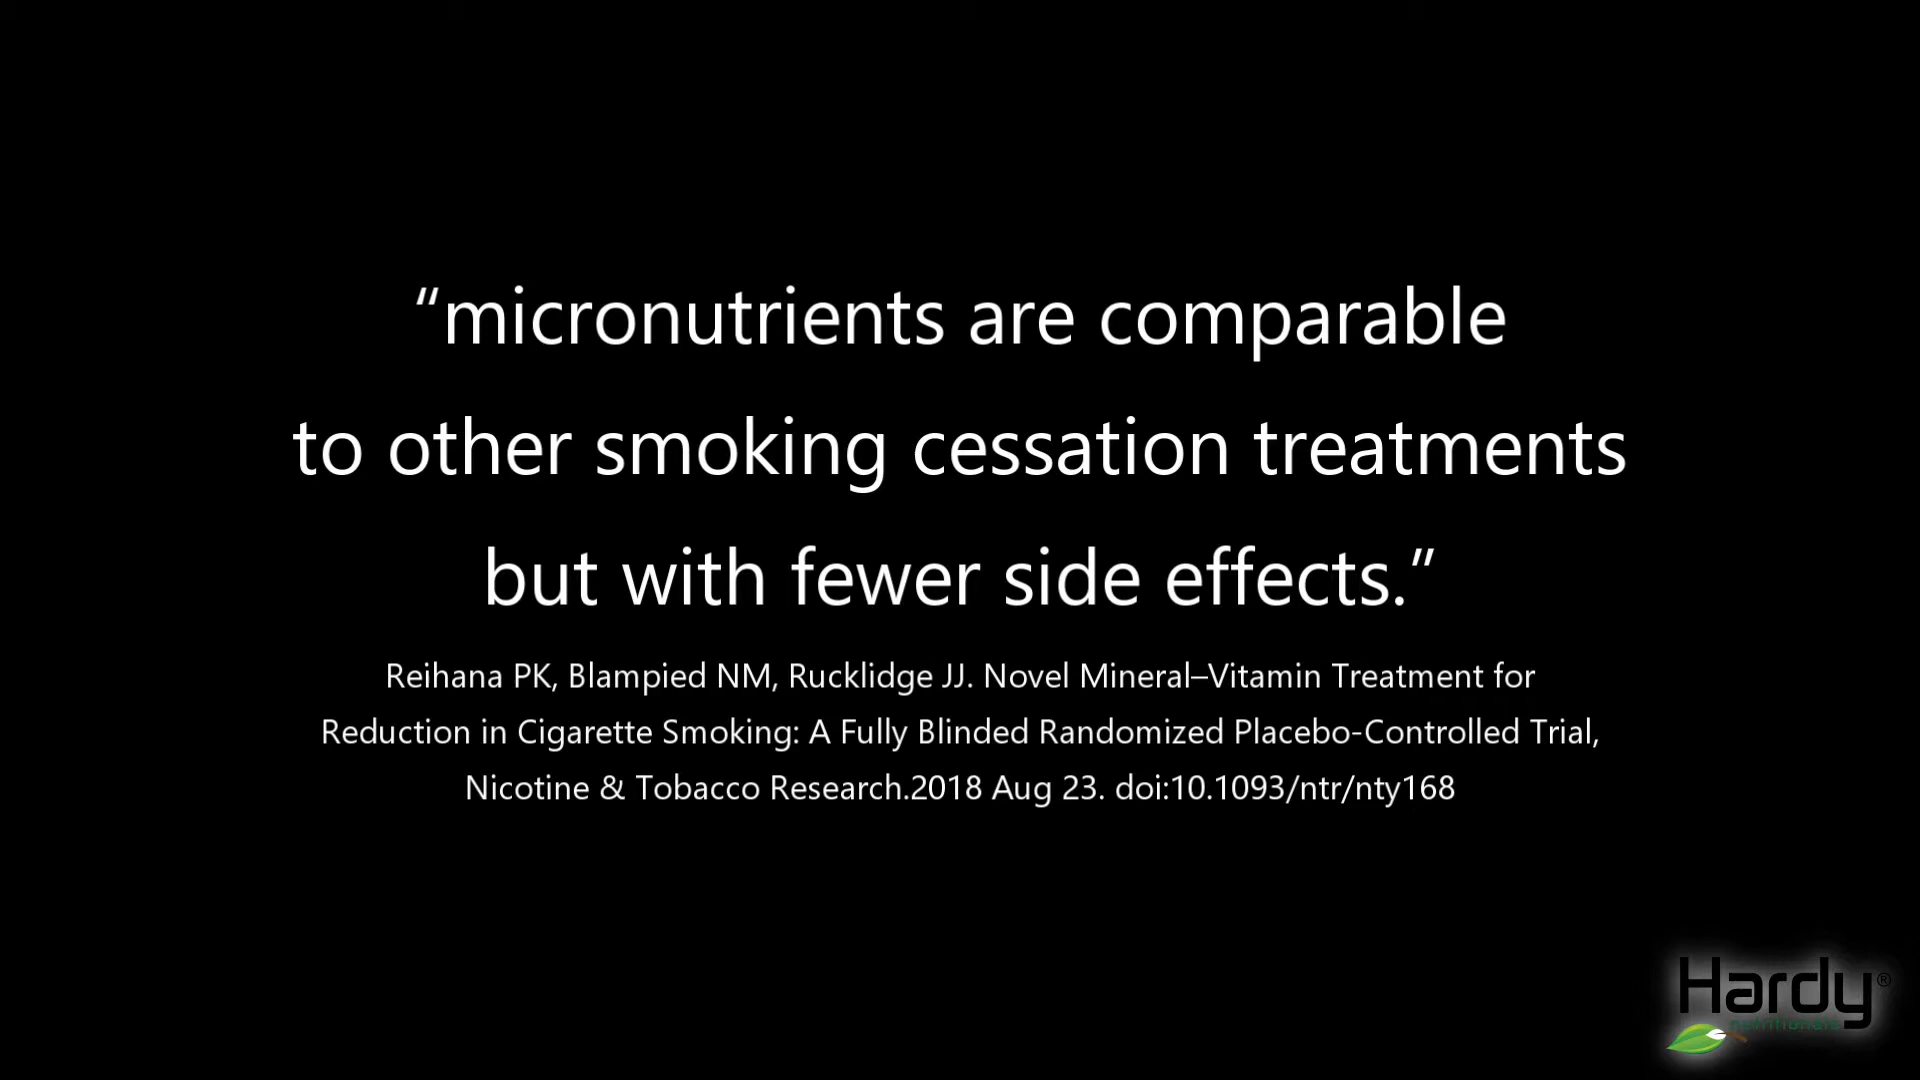 “micronutrients are comparable
to other smoking cessation treatments
but with fewer side effects.”
Reihana PK, Blampied NM, Rucklidge JJ. Novel Mineral–Vitamin Treatment for
Reduction in Cigarette Smoking: A Fully Blinded Randomized Placebo-Controlled Trial,
Nicotine & Tobacco Research.2018 Aug 23. doi:10.1093/ntr/nty168
Hardy®
nutritionals